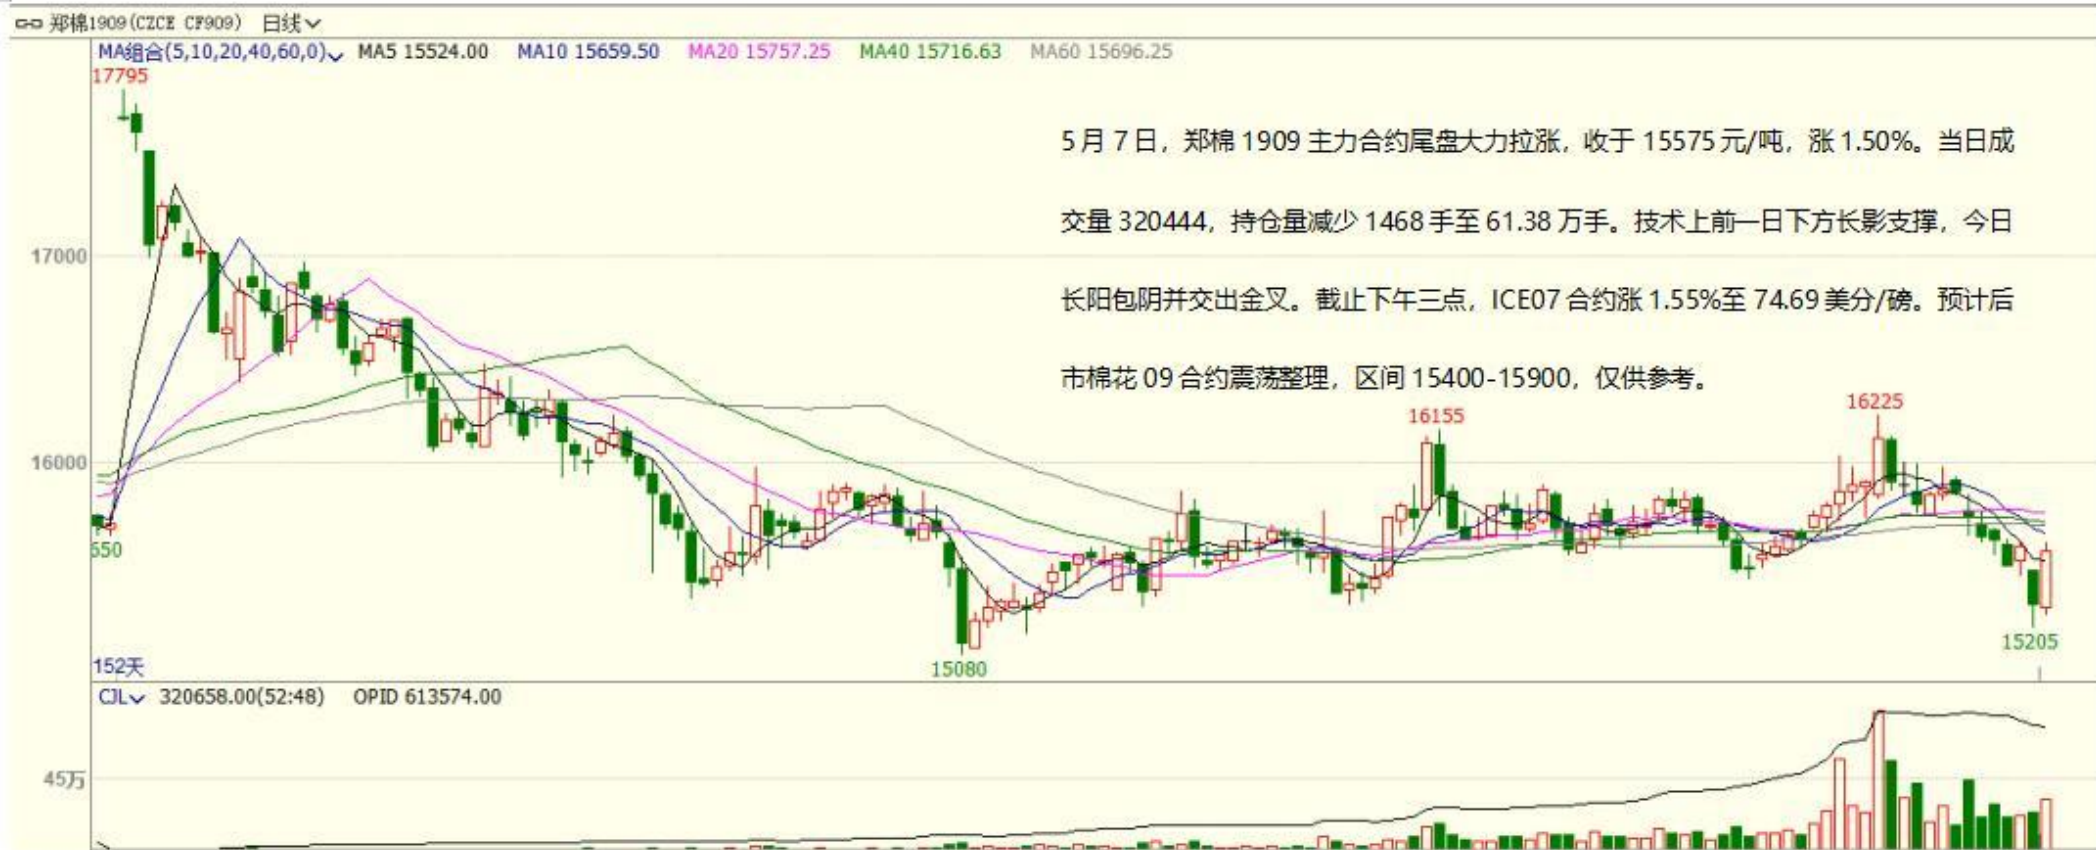 郑棉1909(CZCE CF909) 日线
MA组合(5,10,20,40,60,0) MA5 15524.00 MA10 15659.50 MA20 15757.25 MA40 15716.63 MA60 15696.25
17795
5月7日，郑棉1909主力合约尾盘大力拉涨，收于15575元/吨，涨1.50%。当日成
交量320444，持仓量减少1468手至61.38万手。技术上前一日下方长影支撑，今日
17000
长阳包阴并交出金叉。截止下午三点，ICE07合约涨1.55%至74.69美分/磅。预计后
市棉花09合约震荡整理，区间15400-15900，仅供参考。
16225
16155
16000
650
15205
152天
15080
CJL 320658.00(52:48) OPID 613574.00
45万